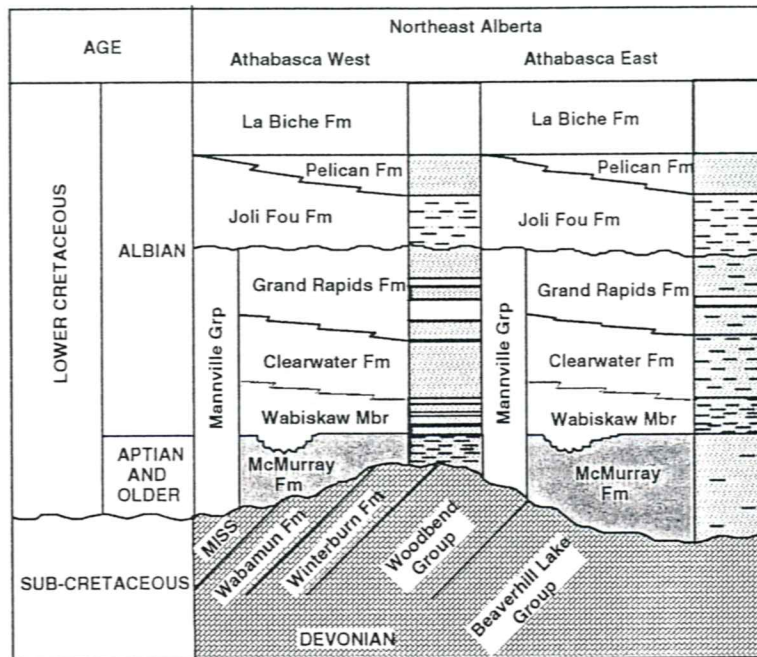 AGE
Northeast Alberta
Athabasca West
Athabasca East
LOWER CRETACEOUS
ALBIAN
APTIAN
AND
OLDER
SUB-CRETACEOUS
La Biche Fm
Pelican Fm
Joli Fou Fm
Mannville Grp
Grand Rapids Fm
Clearwater Fm
Wabiskaw Mbr
McMurray
Fm
La Biche Fm
Pelican Fm
Joli Fou Fm
Mannville Grp
Grand Rapids Fm
Clearwater Fm
Wabiskaw Mbr
McMurray
Fm
MISS
Wabamun Fm
Winterburn Fm
Woodbend
Group
Beaverhill Lake
Group
DEVONIAN